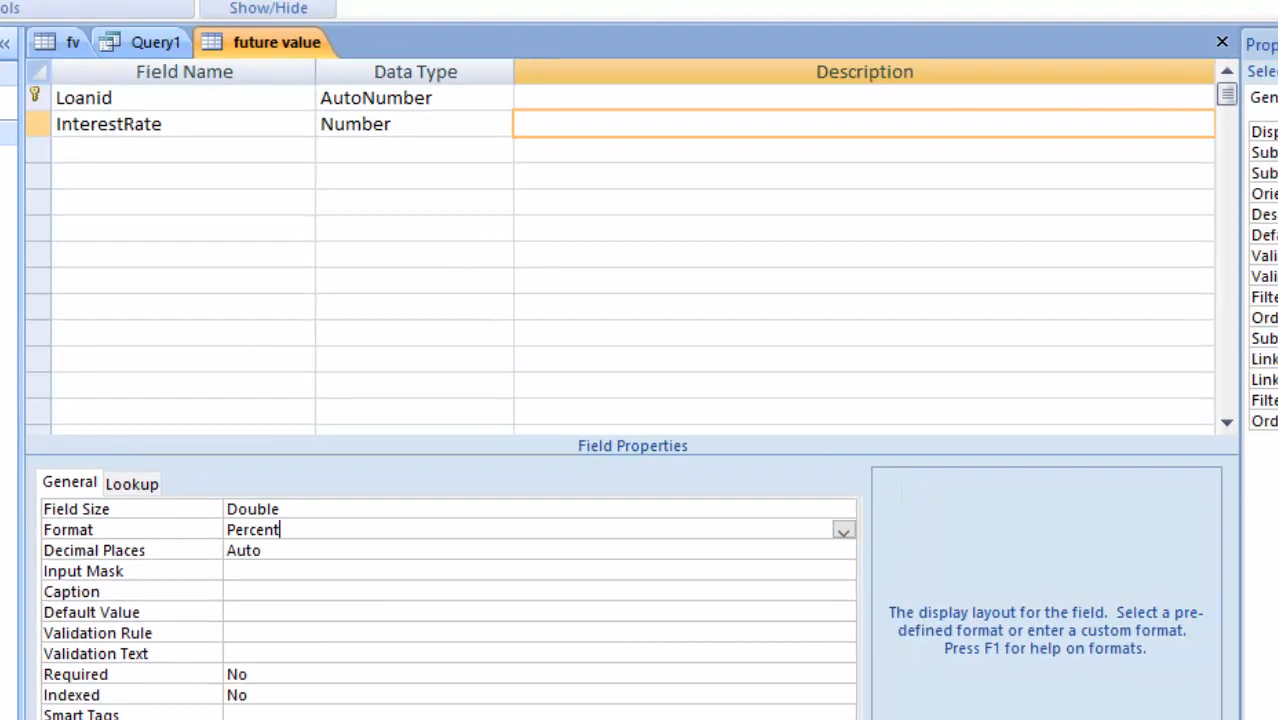 ols
Show/Hide
«
fv
Query1
future value
Prop
Field Name Data Type Description
Selec
Loanid AutoNumber
Gen
InterestRate Number
Disp
Sub
Sub
Orie
Des
Defa
Vali
Vali
Filte
Ord
Sub
Link
Link
Filte
Ord
Field Properties
General Lookup
Field Size Double
Format Percent
Decimal Places Auto
Input Mask
Caption
Default Value
Validation Rule
Validation Text
Required No
Indexed No
Smart Tags
The display layout for the field. Select a pre-
defined format or enter a custom format.
Press F1 for help on formats.